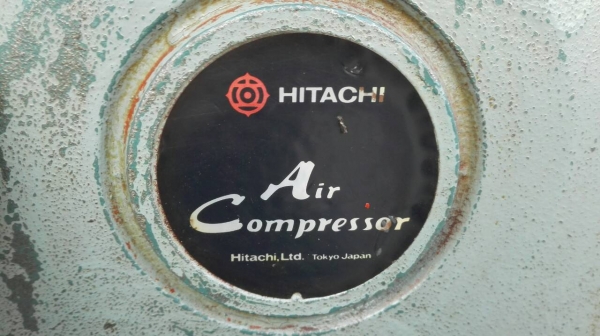 HITACHI
Air
Compressor
Hitachi, Ltd. Tokyo Japan